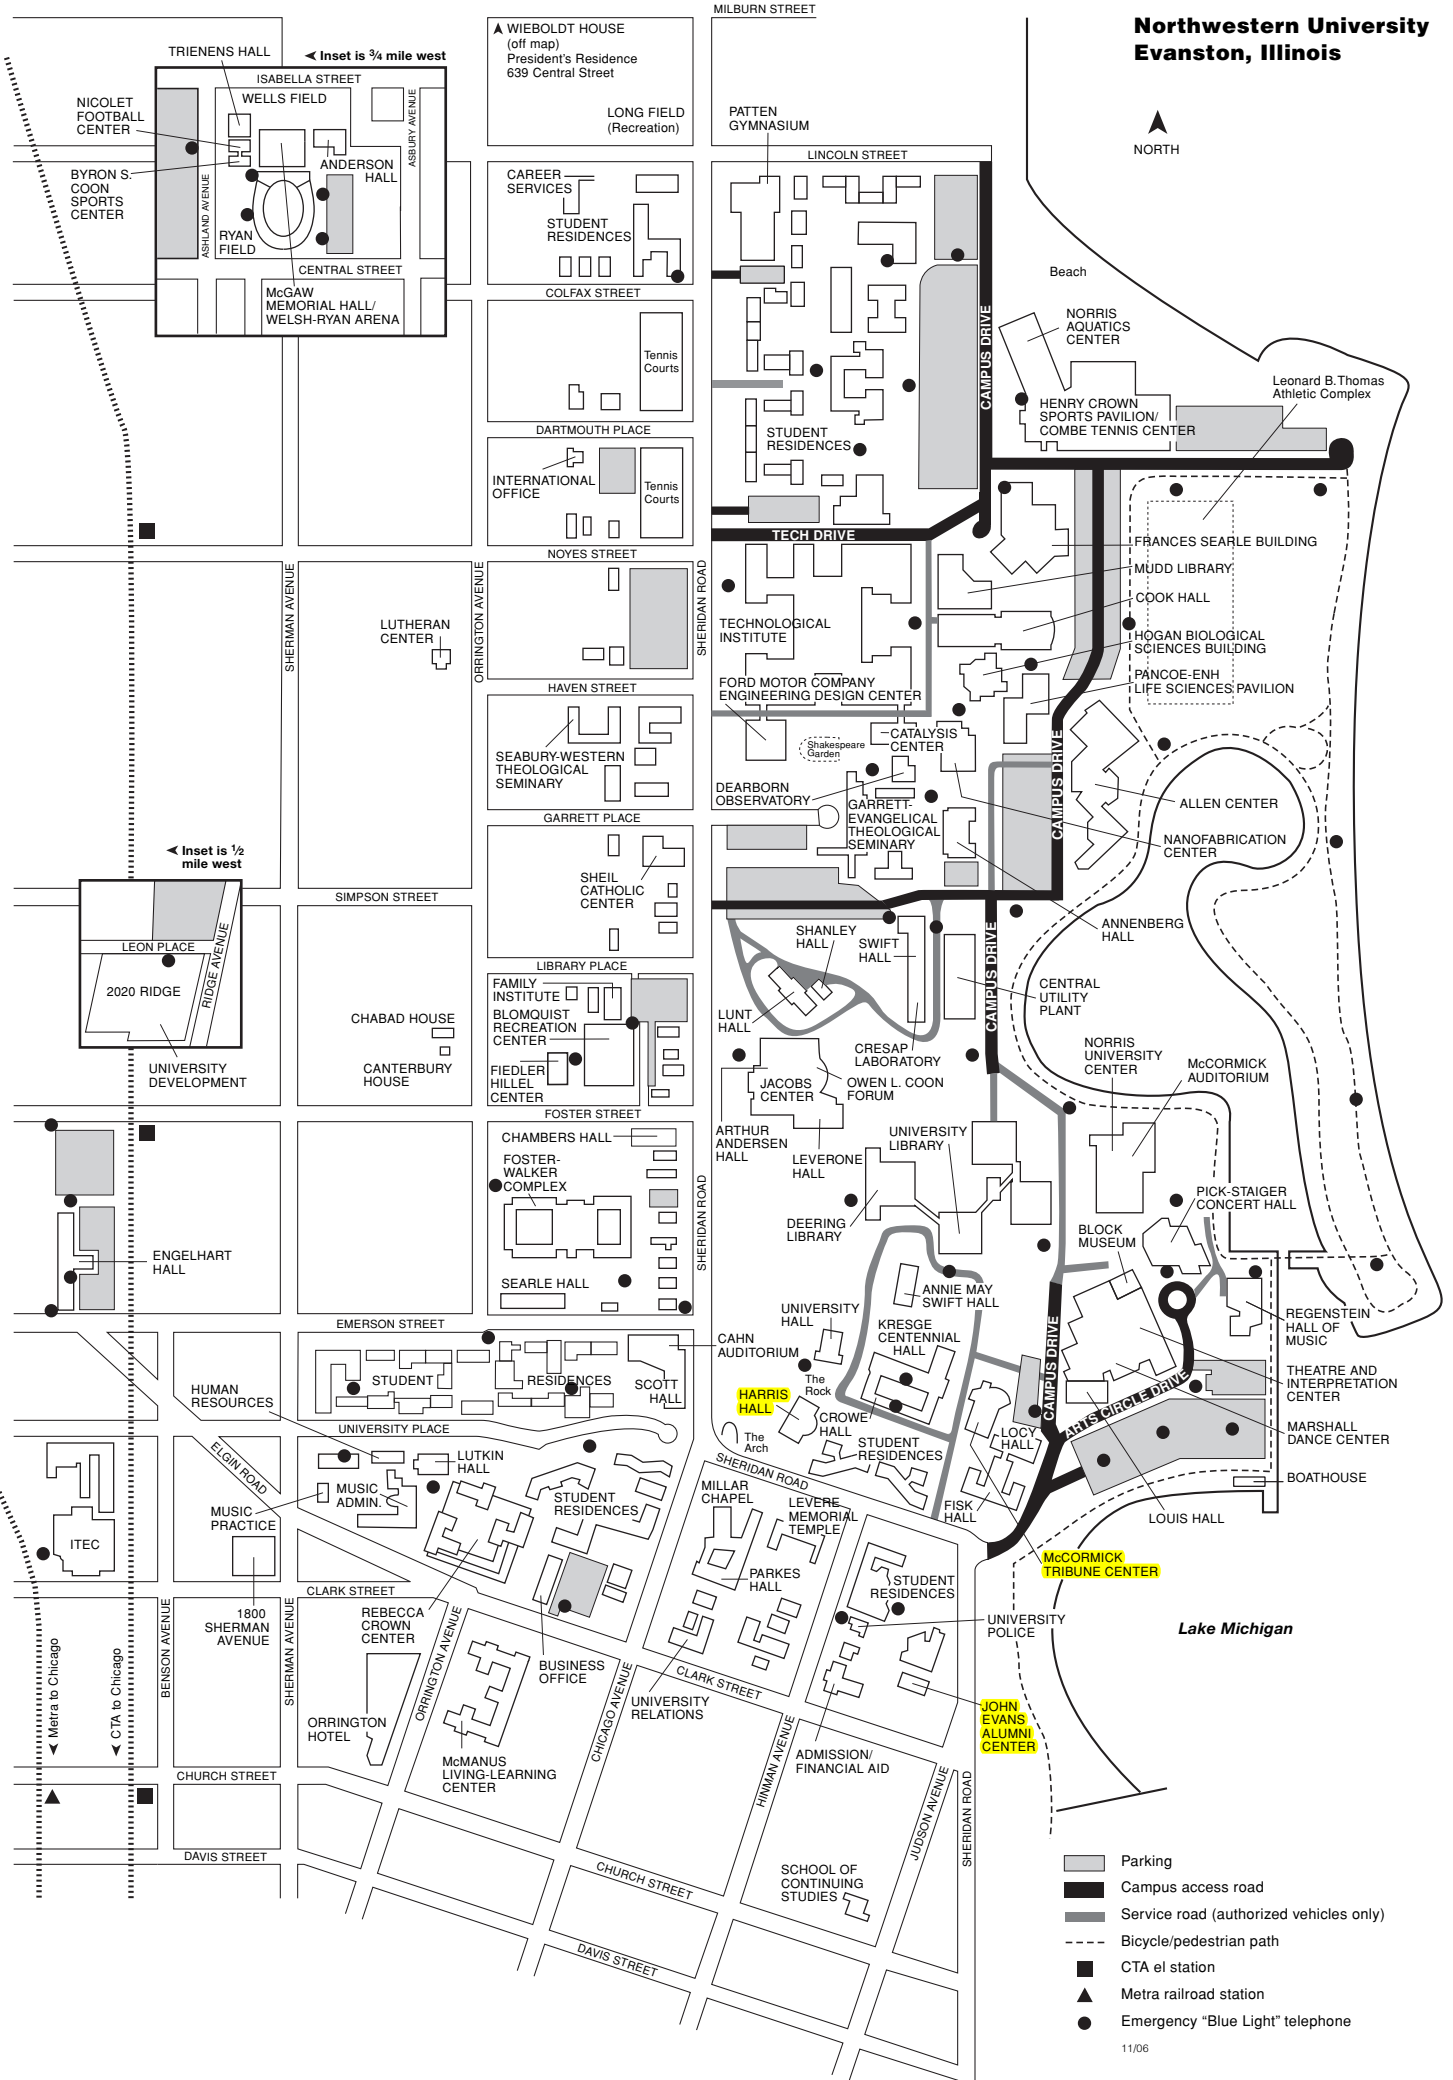 MILBURN STREET
Northwestern University
Evanston, Illinois
NORTH
WIEBOLDT HOUSE
(off map)
President's Residence
639 Central Street
LONG FIELD
(Recreation)
TRIENENS HALL
Inset is ¾ mile west
ISABELLA STREET
WELLS FIELD
NICOLET
FOOTBALL
CENTER
ASBURY AVENUE
ANDERSON
HALL
BYRON S.
COON
SPORTS
CENTER
ASHLAND AVENUE
RYAN
FIELD
CENTRAL STREET
McGAW
MEMORIAL HALL/
WELSH-RYAN ARENA
PATTEN
GYMNASIUM
LINCOLN STREET
CAREER
SERVICES
STUDENT
RESIDENCES
COLFAX STREET
Tennis
Courts
DARTMOUTH PLACE
INTERNATIONAL
OFFICE
Tennis
Courts
NOYES STREET
STUDENT
RESIDENCES
CAMPUS DRIVE
Beach
NORRIS
AQUATICS
CENTER
HENRY CROWN
SPORTS PAVILION/
COMBE TENNIS CENTER
Leonard B. Thomas
Athletic Complex
TECH DRIVE
FRANCES SEARLE BUILDING
MUDD LIBRARY
COOK HALL
HOGAN BIOLOGICAL
SCIENCES BUILDING
PANCOE-ENH
LIFE SCIENCES PAVILION
SHERMAN AVENUE
ORRINGTON AVENUE
SHERIDAN ROAD
LUTHERAN
CENTER
TECHNOLOGICAL
INSTITUTE
FORD MOTOR COMPANY
ENGINEERING DESIGN CENTER
HAVEN STREET
SEABURY-WESTERN
THEOLOGICAL
SEMINARY
Shakespeare
Garden
CATALYSIS
CENTER
DEARBORN
OBSERVATORY
GARRETT-
EVANGELICAL
THEOLOGICAL
SEMINARY
CAMPUS DRIVE
ALLEN CENTER
NANOFABRICATION
CENTER
ANNENBERG
HALL
GARRETT PLACE
SHEIL
CATHOLIC
CENTER
Inset is ½
mile west
SIMPSON STREET
LEON PLACE
RIDGE AVENUE
2020 RIDGE
UNIVERSITY
DEVELOPMENT
LIBRARY PLACE
FAMILY
INSTITUTE
BLOMQUIST
RECREATION
CENTER
FIEDLER
HILLEL
CENTER
CHABAD HOUSE
CANTERBURY
HOUSE
FOSTER STREET
SHANLEY
HALL
SWIFT
HALL
LUNT
HALL
CRESAP
LABORATORY
CAMPUS DRIVE
CENTRAL
UTILITY
PLANT
JACOBS
CENTER
OWEN L. COON
FORUM
ARTHUR
ANDERSEN
HALL
LEVERONE
HALL
NORRIS
UNIVERSITY
CENTER
McCORMICK
AUDITORIUM
UNIVERSITY
LIBRARY
DEERING
LIBRARY
CHAMBERS HALL
FOSTER-
WALKER
COMPLEX
SEARLE HALL
SHERIDAN ROAD
ENGELHART
HALL
PICK-STAIGER
CONCERT HALL
BLOCK
MUSEUM
ANNIE MAY
SWIFT HALL
REGENSTEIN
HALL OF
MUSIC
EMERSON STREET
UNIVERSITY
HALL
KRESGE
CENTENNIAL
HALL
CAHN
AUDITORIUM
SCOTT
HALL
STUDENT
RESIDENCES
HUMAN
RESOURCES
The
Rock
HARRIS
HALL
CROWE
HALL
CAMPUS DRIVE
ARTS CIRCLE DRIVE
THEATRE AND
INTERPRETATION
CENTER
MARSHALL
DANCE CENTER
BOATHOUSE
LOUIS HALL
UNIVERSITY PLACE
ELGIN ROAD
The
Arch
STUDENT
RESIDENCES
LOCY
HALL
LUTKIN
HALL
MUSIC
ADMIN.
MUSIC
PRACTICE
STUDENT
RESIDENCES
SHERIDAN ROAD
MILLAR
CHAPEL
LEVERE
MEMORIAL
TEMPLE
FISK
HALL
ITEC
PARKES
HALL
STUDENT
RESIDENCES
McCORMICK
TRIBUNE CENTER
CLARK STREET
1800
SHERMAN
AVENUE
REBECCA
CROWN
CENTER
UNIVERSITY
POLICE
Lake Michigan
Metra to Chicago
CTA to Chicago
BENSON AVENUE
SHERMAN AVENUE
ORRINGTON AVENUE
BUSINESS
OFFICE
CLARK STREET
UNIVERSITY
RELATIONS
CHICAGO AVENUE
JOHN
EVANS
ALUMNI
CENTER
ORRINGTON
HOTEL
McMANUS
LIVING-LEARNING
CENTER
HINMAN AVENUE
ADMISSION/
FINANCIAL AID
JUDSON AVENUE
SHERIDAN ROAD
CHURCH STREET
DAVIS STREET
CHURCH STREET
SCHOOL OF
CONTINUING
STUDIES
DAVIS STREET
Parking
Campus access road
Service road (authorized vehicles only)
Bicycle/pedestrian path
CTA el station
Metra railroad station
Emergency “Blue Light” telephone
11/06